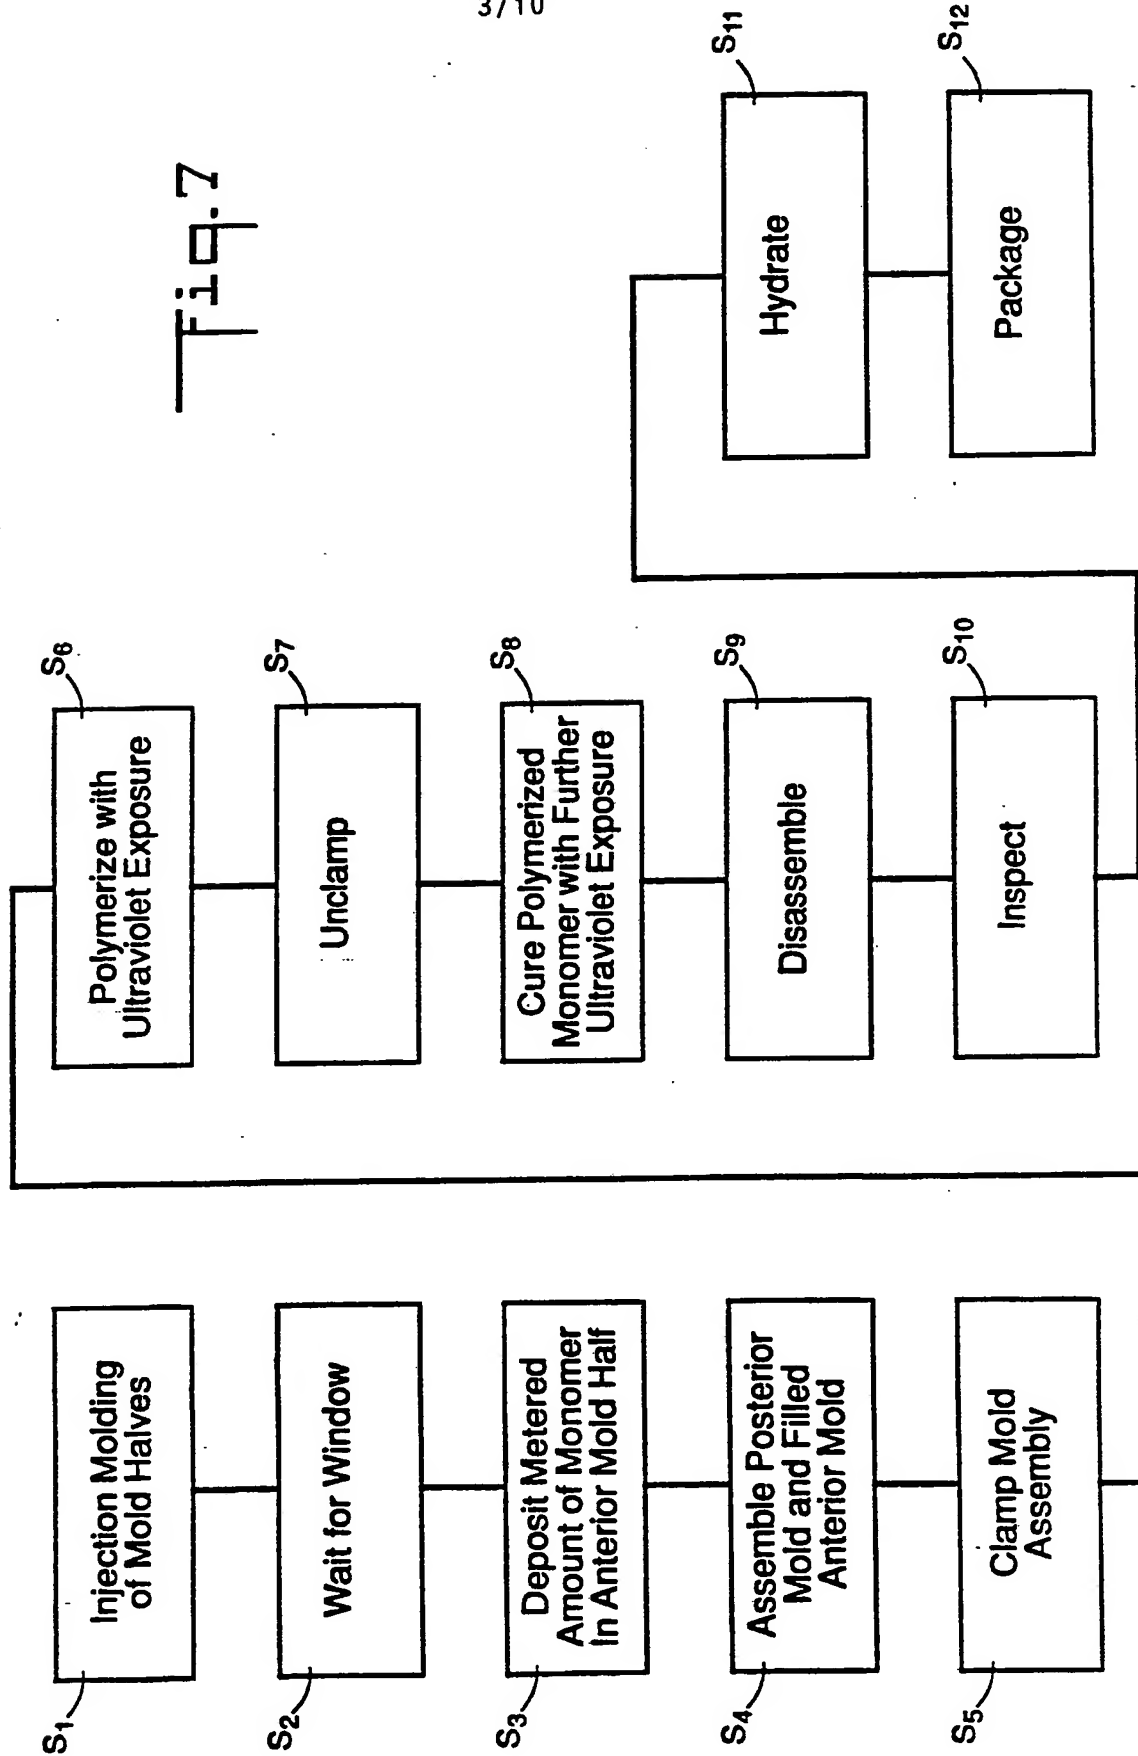 3/10
Fig.7
S1
Injection Molding
of Mold Halves
S2
Wait for Window
S3
Deposit Metered
Amount of Monomer
In Anterior Mold Half
S4
Assemble Posterior
Mold and Filled
Anterior Mold
S5
Clamp Mold
Assembly
S6
Polymerize with
Ultraviolet Exposure
S7
Unclamp
S8
Cure Polymerized
Monomer with Further
Ultraviolet Exposure
S9
Disassemble
S10
Inspect
S11
Hydrate
S12
Package